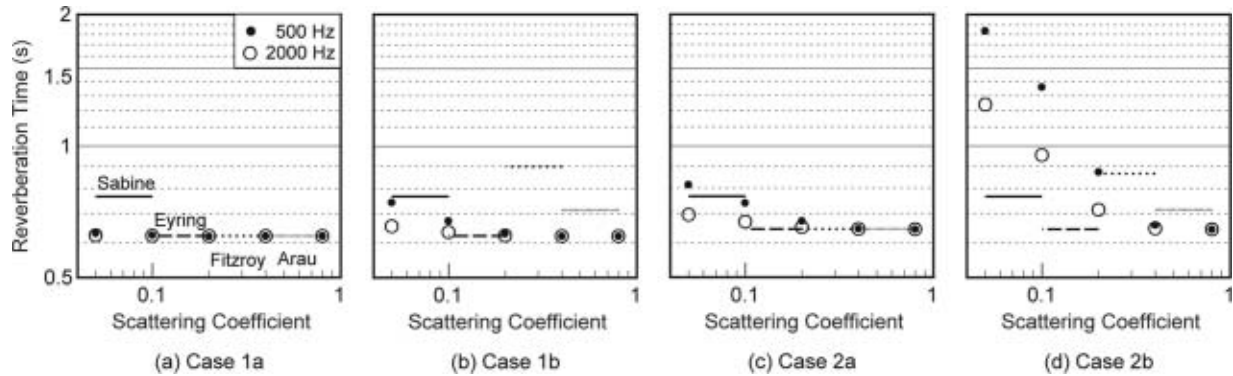 2
1.5
1
0.5
Reverberation Time (s)
500 Hz
2000 Hz
Sabine
Eyring
Fitzroy
Arau
0.1
1
0.1
1
0.1
1
0.1
1
Scattering Coefficient
Scattering Coefficient
Scattering Coefficient
Scattering Coefficient
(a) Case 1a
(b) Case 1b
(c) Case 2a
(d) Case 2b